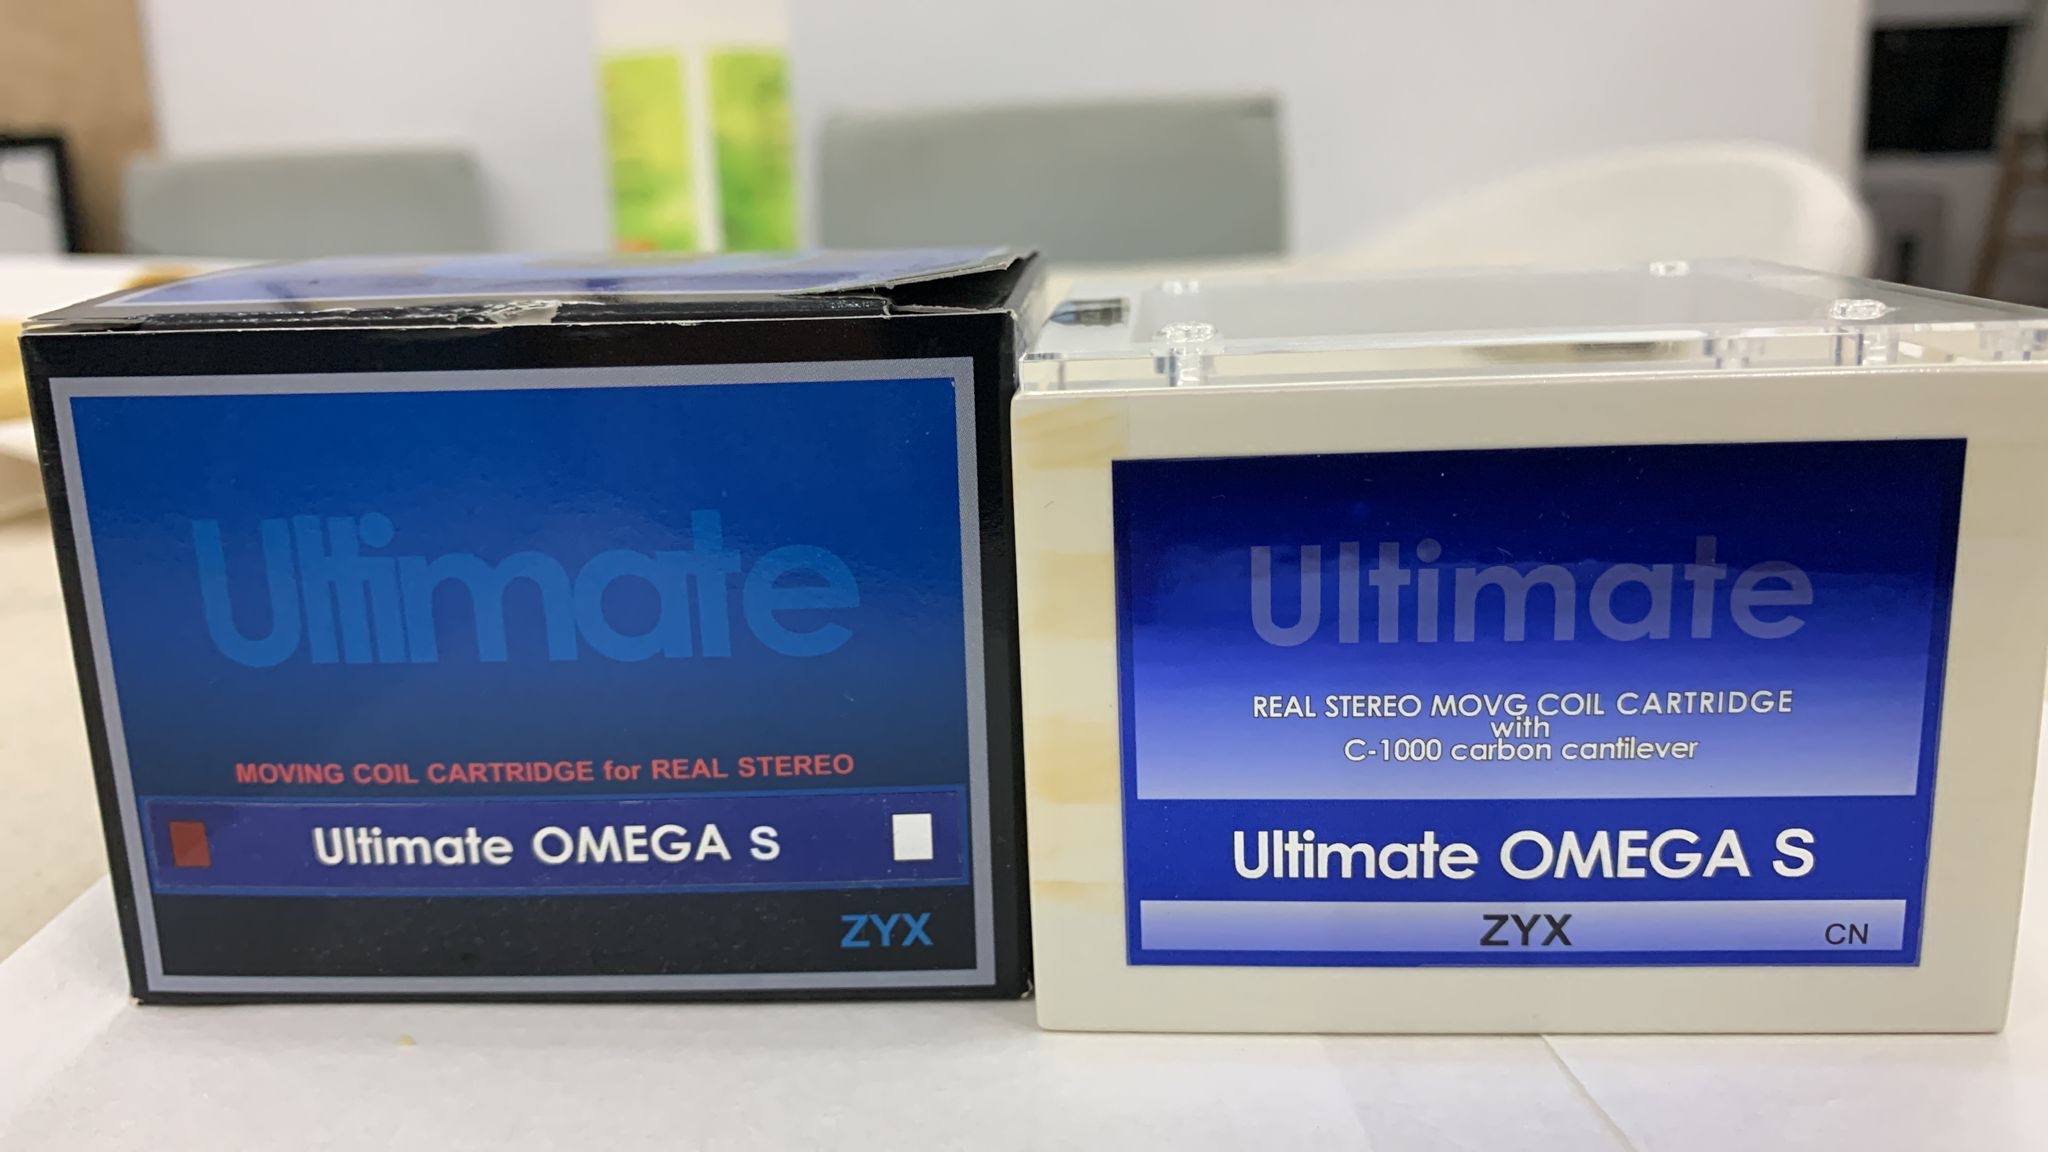 Ultimate
MOVING COIL CARTRIDGE for REAL STEREO
Ultimate OMEGA S
ZYX
Ultimate
REAL STEREO MOVG COIL CARTRIDGE
with
C-1000 carbon cantilever
Ultimate OMEGA S
ZYX
CN